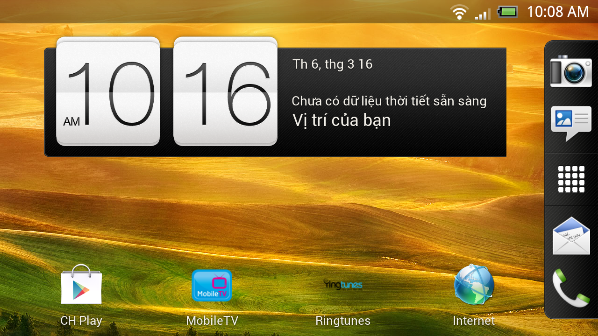 10:08 AM
AM 10 16
Th 6, thg 3 16
Chưa có dữ liệu thời tiết sẵn sàng
Vị trí của bạn
Mobile
Ringtunes
CH Play
MobileTV
Ringtunes
Internet